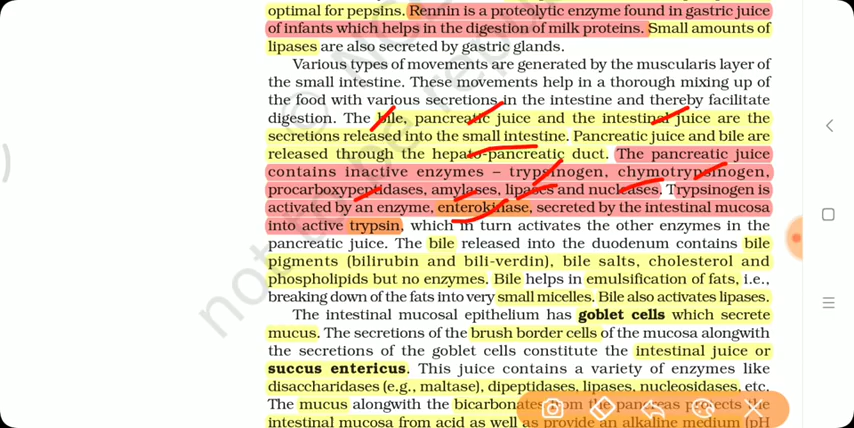 optimal for pepsins. Rennin is a proteolytic enzyme found in gastric juice
of infants which helps in the digestion of milk proteins. Small amounts of
lipases are also secreted by gastric glands.
Various types of movements are generated by the muscularis layer of
the small intestine. These movements help in a thorough mixing up of
the food with various secretions in the intestine and thereby facilitate
digestion. The bile, pancreatic juice and the intestinal juice are the
secretions released into the small intestine. Pancreatic juice and bile are
released through the hepato-pancreatic duct. The pancreatic juice
contains inactive enzymes – trypsinogen, chymotrypsinogen,
procarboxypeptidases, amylases, lipases and nucleases. Trypsinogen is
activated by an enzyme, enterokinase, secreted by the intestinal mucosa
into active trypsin, which in turn activates the other enzymes in the
pancreatic juice. The bile released into the duodenum contains bile
pigments (bilirubin and bili-verdin), bile salts, cholesterol and
phospholipids but no enzymes. Bile helps in emulsification of fats, i.e.,
breaking down of the fats into very small micelles. Bile also activates lipases.
The intestinal mucosal epithelium has goblet cells which secrete
mucus. The secretions of the brush border cells of the mucosa alongwith
the secretions of the goblet cells constitute the intestinal juice or
succus entericus. This juice contains a variety of enzymes like
disaccharidases (e.g., maltase), dipeptidases, lipases, nucleosidases, etc.
The mucus alongwith the bicarbonates from the pancreas protects the
intestinal mucosa from acid as well as provide an alkaline medium (pH